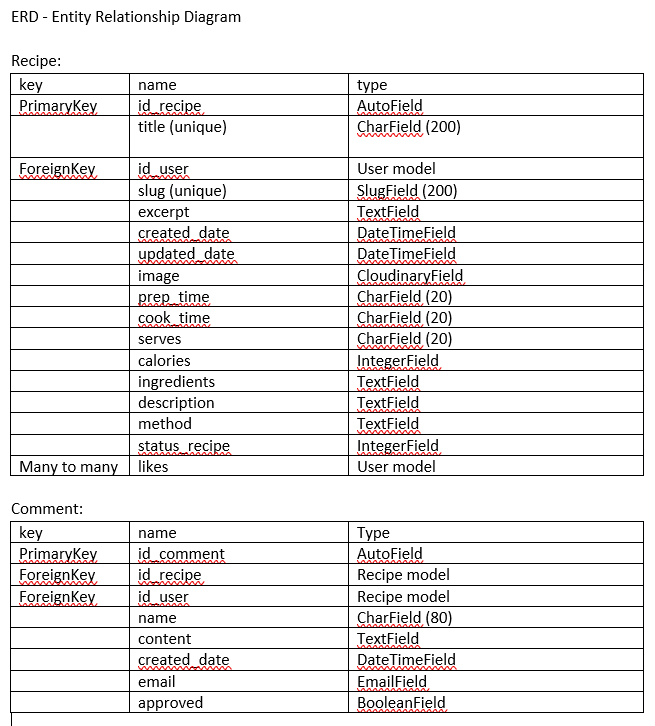 ERD - Entity Relationship Diagram
Recipe:
key name type
PrimaryKey id_recipe AutoField
title (unique) CharField (200)
ForeignKey id_user User model
slug (unique) SlugField (200)
excerpt TextField
created_date DateTimeField
updated_date DateTimeField
image CloudinaryField
prep_time CharField (20)
cook_time CharField (20)
serves CharField (20)
calories IntegerField
ingredients TextField
description TextField
method TextField
status_recipe IntegerField
Many to many likes User model
Comment:
key name Type
PrimaryKey id_comment AutoField
ForeignKey id_recipe Recipe model
ForeignKey id_user Recipe model
name CharField (80)
content TextField
created_date DateTimeField
email EmailField
approved BooleanField